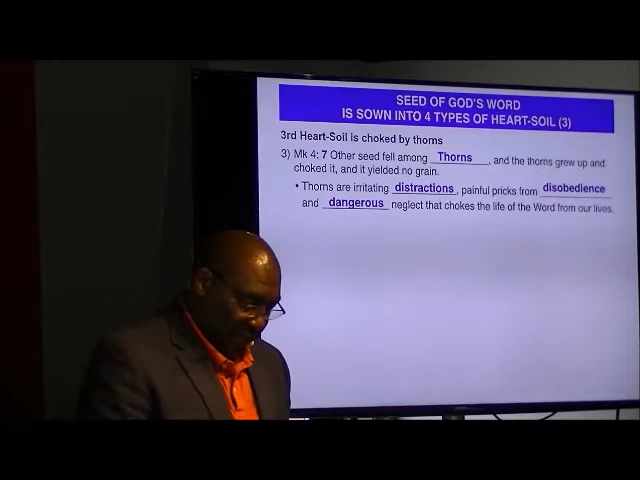 SEED OF GOD'S WORD
IS SOWN INTO 4 TYPES OF HEART-SOIL (3)
3rd Heart-Soil is choked by thorns
3) Mk 4: 7 Other seed fell among Thorns, and the thorns grew up and
choked it, and it yielded no grain.
• Thorns are irritating distractions, painful pricks from disobedience
and dangerous neglect that chokes the life of the Word from our lives.